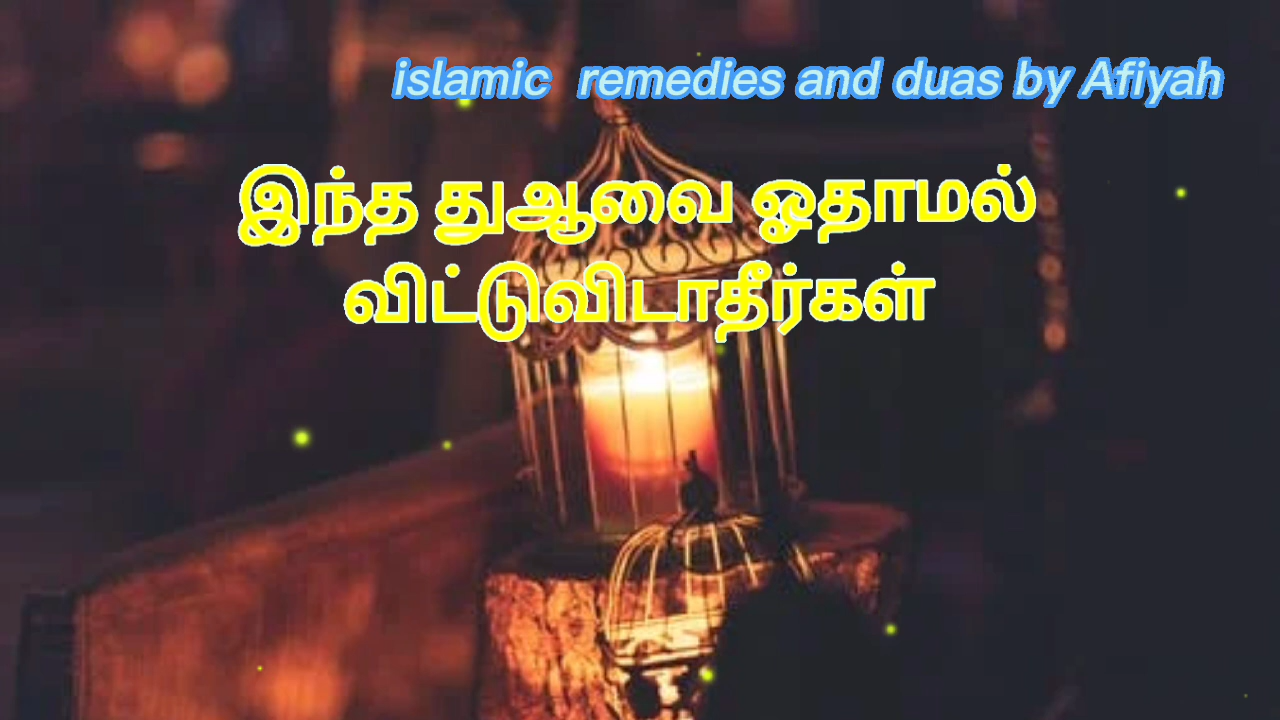 islamic remedies and duas by Afiyah
இந்த துஆவை ஓதாமல்
விட்டுவிடாதீர்கள்